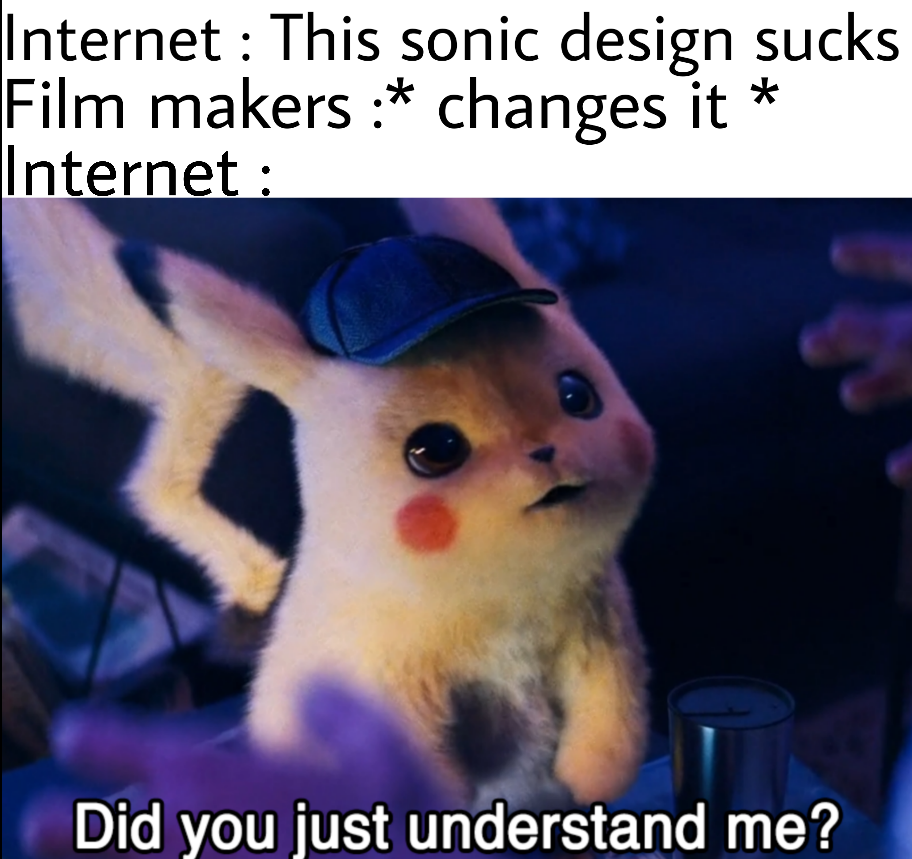 Internet : This sonic design sucks
Film makers :* changes it *
Internet :
Did you just understand me?